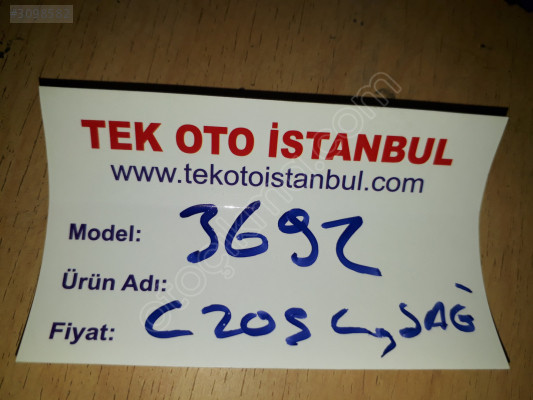 TEK OTO İSTANBUL
www.tekotoistanbul.com
Model: 3692
Ürün Adı:
Fiyat: C205 SAĞ